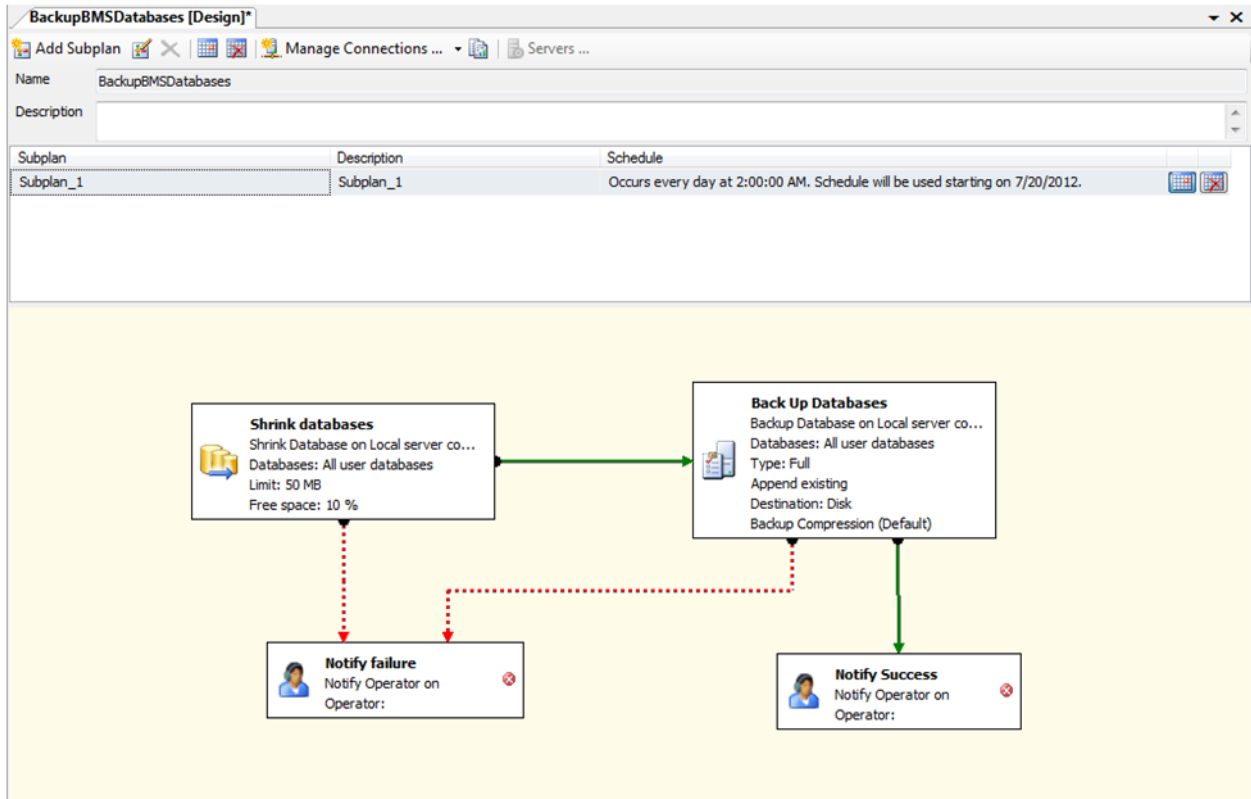 BackupBMSDatabases [Design]*
Add Subplan Manage Connections ... Servers ...
Name BackupBMSDatabases
Description
Subplan Description Schedule
Subplan_1 Subplan_1 Occurs every day at 2:00:00 AM. Schedule will be used starting on 7/20/2012.
Shrink databases
Shrink Database on Local server co...
Databases: All user databases
Limit: 50 MB
Free space: 10 %
Back Up Databases
Backup Database on Local server co...
Databases: All user databases
Type: Full
Append existing
Destination: Disk
Backup Compression (Default)
Notify failure
Notify Operator on
Operator:
Notify Success
Notify Operator on
Operator: